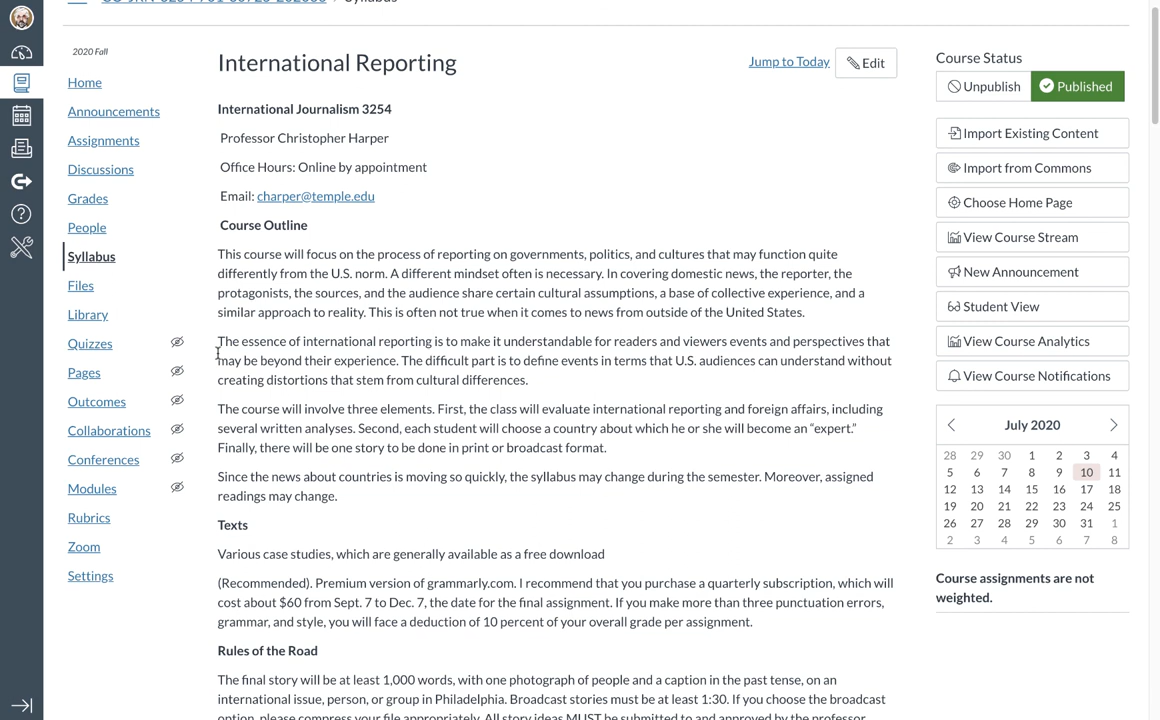 Syllabus
2020 Fall
Home
Announcements
Assignments
Discussions
Grades
People
Syllabus
Files
Library
Quizzes
Pages
Outcomes
Collaborations
Conferences
Modules
Rubrics
Zoom
Settings
International Reporting
Jump to Today
Edit
International Journalism 3254
Professor Christopher Harper
Office Hours: Online by appointment
Email: charper@temple.edu
Course Outline
This course will focus on the process of reporting on governments, politics, and cultures that may function quite
differently from the U.S. norm. A different mindset often is necessary. In covering domestic news, the reporter, the
protagonists, the sources, and the audience share certain cultural assumptions, a base of collective experience, and a
similar approach to reality. This is often not true when it comes to news from outside of the United States.
The essence of international reporting is to make it understandable for readers and viewers events and perspectives that
may be beyond their experience. The difficult part is to define events in terms that U.S. audiences can understand without
creating distortions that stem from cultural differences.
The course will involve three elements. First, the class will evaluate international reporting and foreign affairs, including
several written analyses. Second, each student will choose a country about which he or she will become an “expert.”
Finally, there will be one story to be done in print or broadcast format.
Since the news about countries is moving so quickly, the syllabus may change during the semester. Moreover, assigned
readings may change.
Texts
Various case studies, which are generally available as a free download
(Recommended). Premium version of grammarly.com. I recommend that you purchase a quarterly subscription, which will
cost about $60 from Sept. 7 to Dec. 7, the date for the final assignment. If you make more than three punctuation errors,
grammar, and style, you will face a deduction of 10 percent of your overall grade per assignment.
Rules of the Road
The final story will be at least 1,000 words, with one photograph of people and a caption in the past tense, on an
international issue, person, or group in Philadelphia. Broadcast stories must be at least 1:30. If you choose the broadcast
option, please compress your file appropriately. All story ideas MUST be submitted to and approved by the professor
Course Status
Unpublish
Published
Import Existing Content
Import from Commons
Choose Home Page
View Course Stream
New Announcement
Student View
View Course Analytics
View Course Notifications
July 2020
28 29 30 1 2 3 4
5 6 7 8 9 10 11
12 13 14 15 16 17 18
19 20 21 22 23 24 25
26 27 28 29 30 31 1
2 3 4 5 6 7 8
Course assignments are not
weighted.